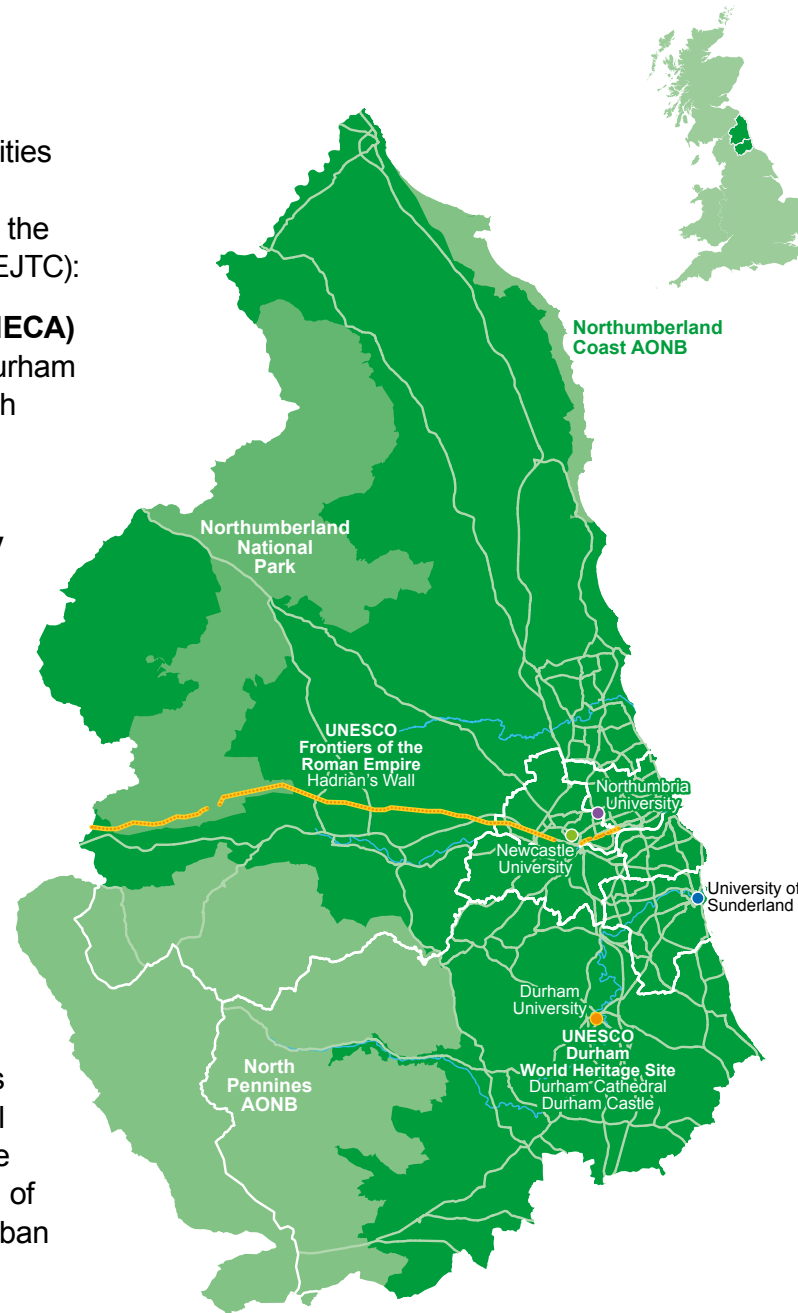 ities
the
EJTC):
IECA)
urham
h
y
s
l
e
of
ban
Northumberland
Coast AONB
Northumberland
National
Park
UNESCO
Frontiers of the
Roman Empire
Hadrian's Wall
Northumbria
University
Newcastle
University
University of
Sunderland
Durham
University
UNESCO
Durham
World Heritage Site
Durham Cathedral
Durham Castle
North
Pennines
AONB